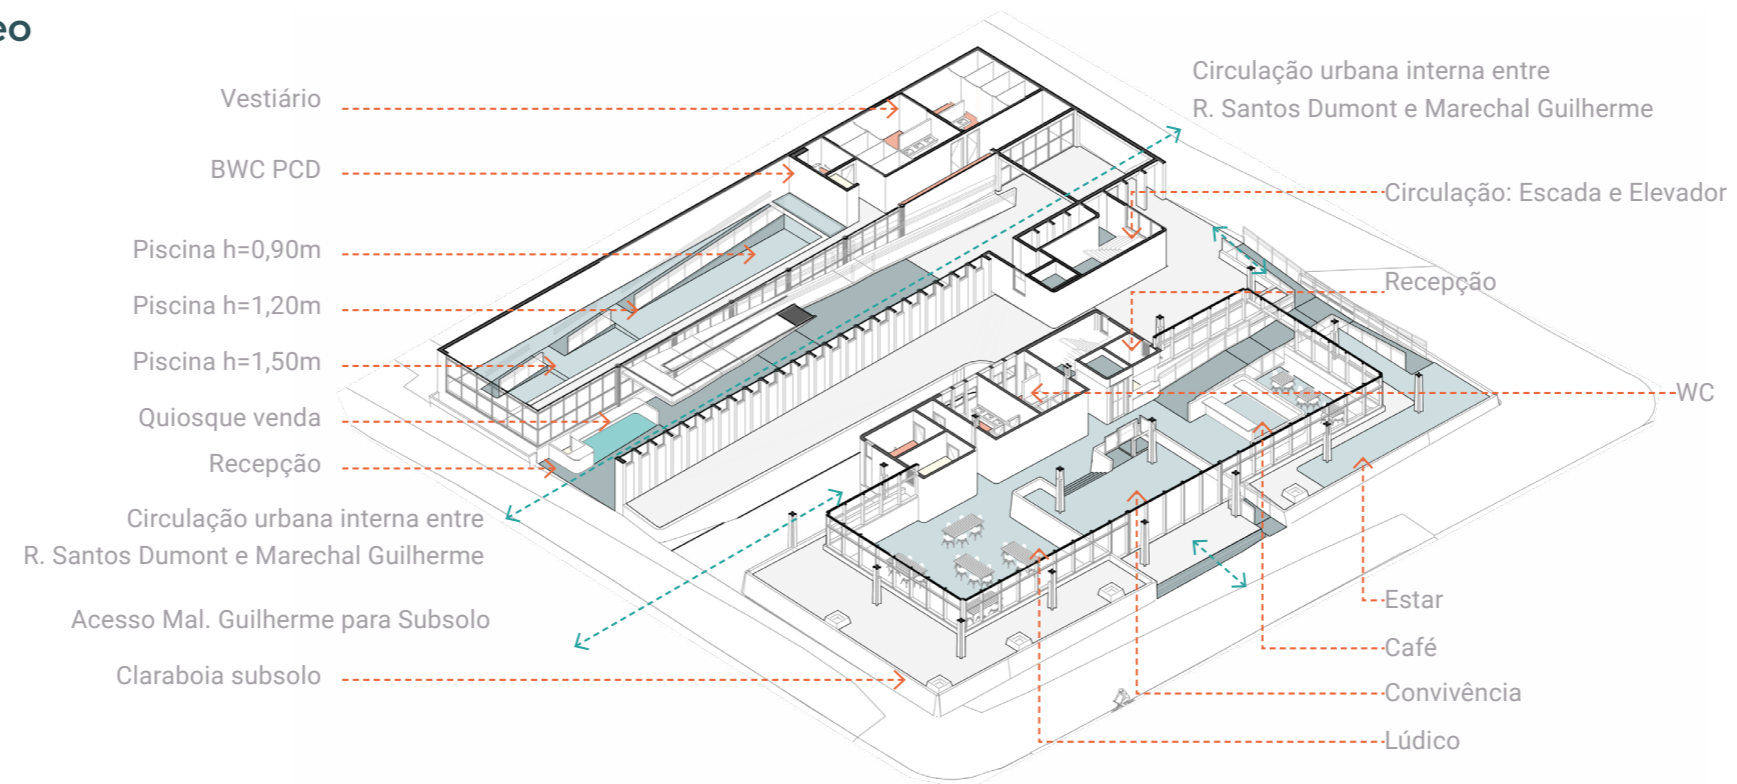 eo
Vestiário
BWC PCD
Piscina h=0,90m
Piscina h=1,20m
Piscina h=1,50m
Quiosque venda
Recepção
Circulação urbana interna entre
R. Santos Dumont e Marechal Guilherme
Acesso Mal. Guilherme para Subsolo
Claraboia subsolo
Circulação urbana interna entre
R. Santos Dumont e Marechal Guilherme
Circulação: Escada e Elevador
Recepção
WC
Estar
Café
Convivência
Lúdico